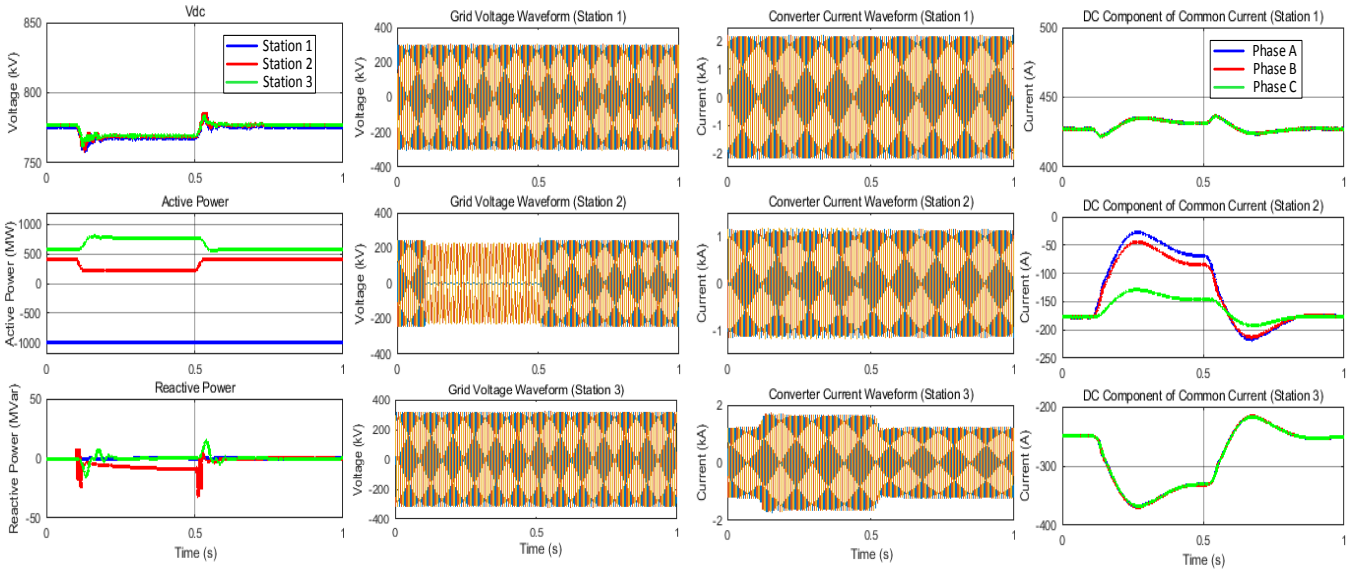 Vdc
Voltage (kV)
850
800
750
0
0.5
1
Station 1
Station 2
Station 3
Grid Voltage Waveform (Station 1)
Voltage (kV)
400
200
0
-200
-400
0
0.5
1
Converter Current Waveform (Station 1)
Current (kA)
2
1
0
-1
-2
0
0.5
1
DC Component of Common Current (Station 1)
Current (A)
500
450
400
0
0.5
1
Phase A
Phase B
Phase C
Active Power
Active Power (MW)
1000
500
0
-500
-1000
0
0.5
1
Grid Voltage Waveform (Station 2)
Voltage (kV)
400
200
0
-200
-400
0
0.5
1
Converter Current Waveform (Station 2)
Current (kA)
1
0
-1
0
0.5
1
DC Component of Common Current (Station 2)
Current (A)
0
-50
-100
-150
-200
-250
0
0.5
1
Reactive Power
Reactive Power (MVar)
50
0
-50
0
0.5
1
Time (s)
Grid Voltage Waveform (Station 3)
Voltage (kV)
400
200
0
-200
-400
0
0.5
1
Time (s)
Converter Current Waveform (Station 3)
Current (kA)
2
0
-2
0
0.5
1
Time (s)
DC Component of Common Current (Station 3)
Current (A)
-200
-300
-400
0
0.5
1
Time (s)